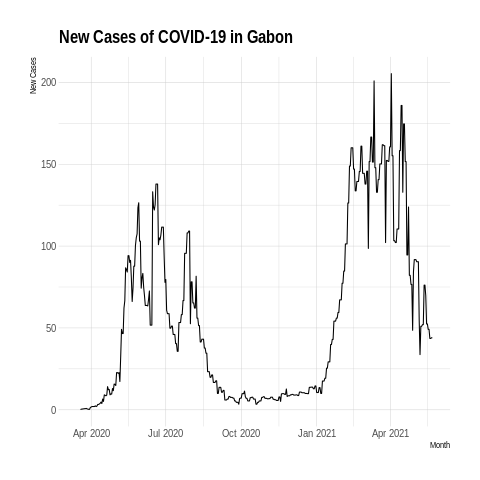 New Cases of COVID-19 in Gabon
New Cases
200
150
100
50
0
Apr 2020
Jul 2020
Oct 2020
Jan 2021
Apr 2021
Month